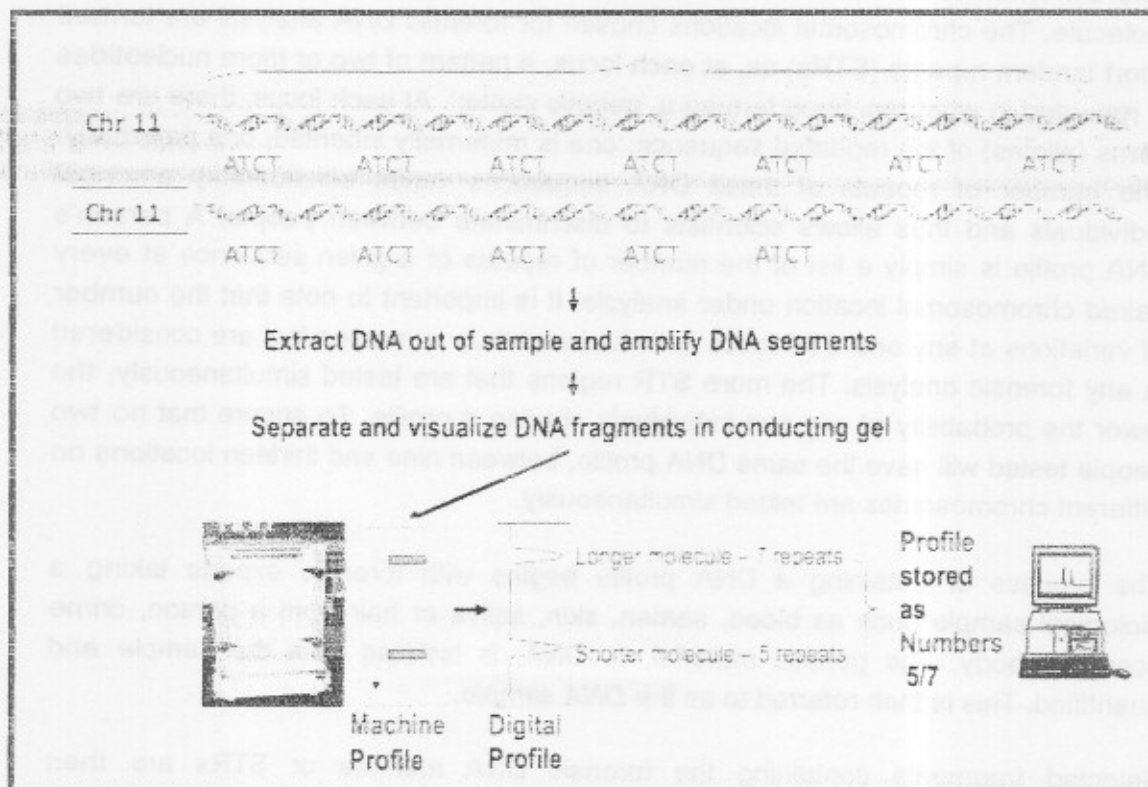 Chr 11
ATCT ATCT ATCT ATCT ATCT ATCT ATCT
Chr 11
ATCT ATCT ATCT ATCT ATCT
Extract DNA out of sample and amplify DNA segments
Separate and visualize DNA fragments in conducting gel
Longer molecule – 7 repeats
Shorter molecule – 5 repeats
Profile
stored
as
Numbers
5/7
Machine
Profile
Digital
Profile